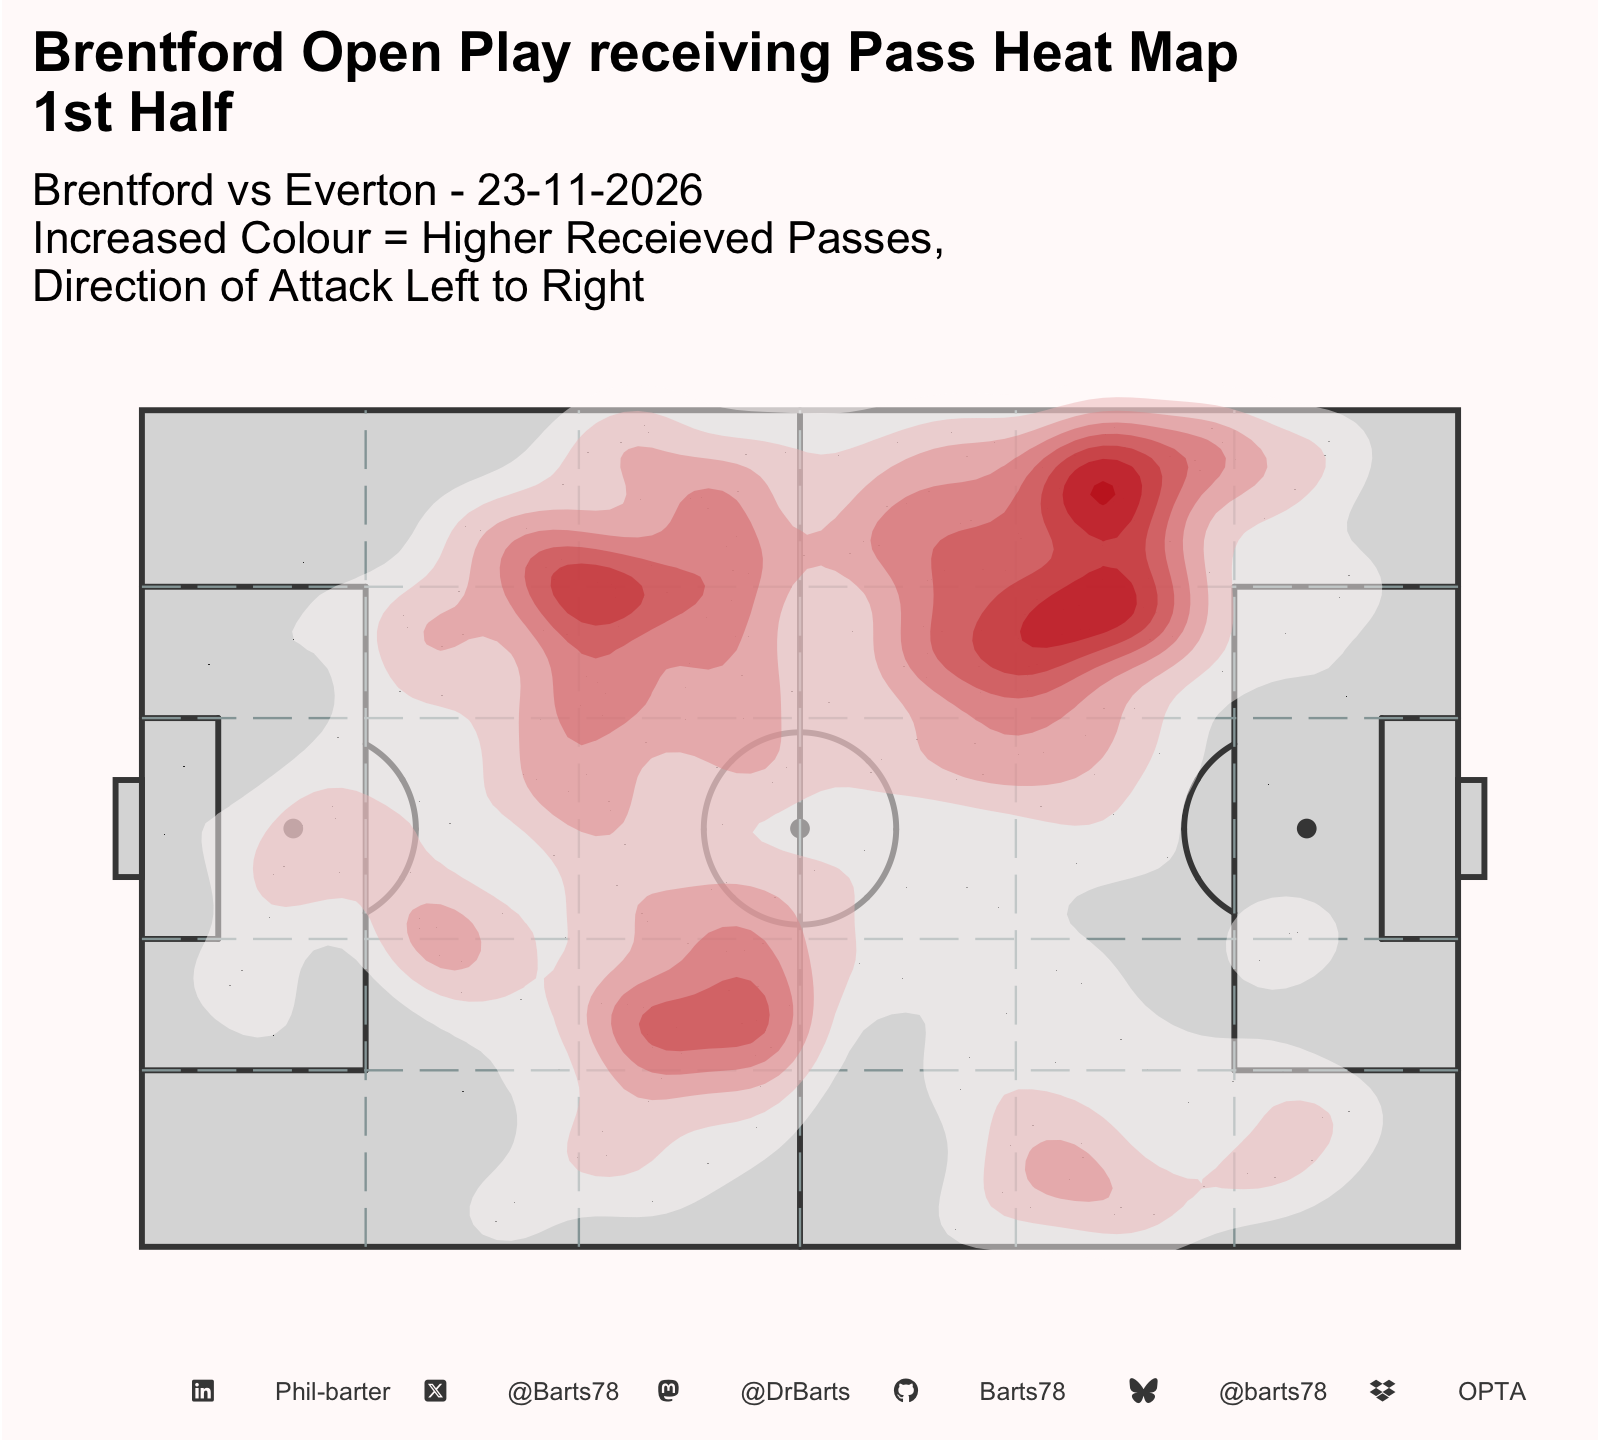 Brentford Open Play receiving Pass Heat Map
1st Half
Brentford vs Everton - 23-11-2026
Increased Colour = Higher Receieved Passes,
Direction of Attack Left to Right
Phil-barter @Barts78 @DrBarts Barts78 @barts78 OPTA